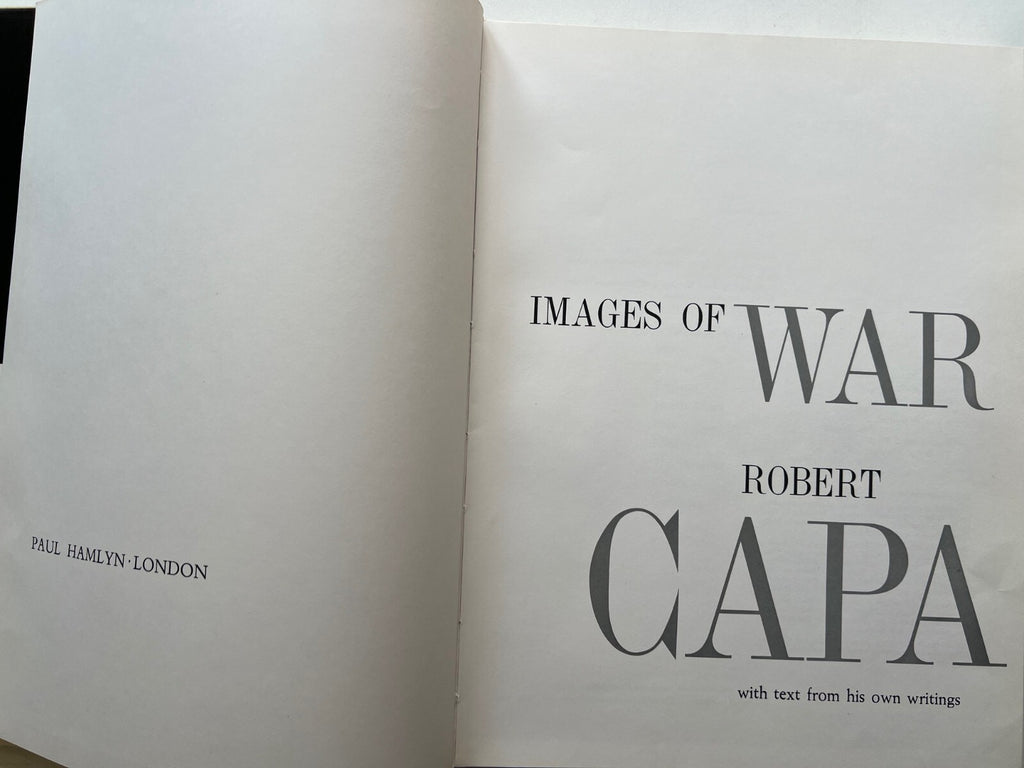 PAUL HAMLYN·LONDON
IMAGES OF WAR
ROBERT
CAPA
with text from his own writings